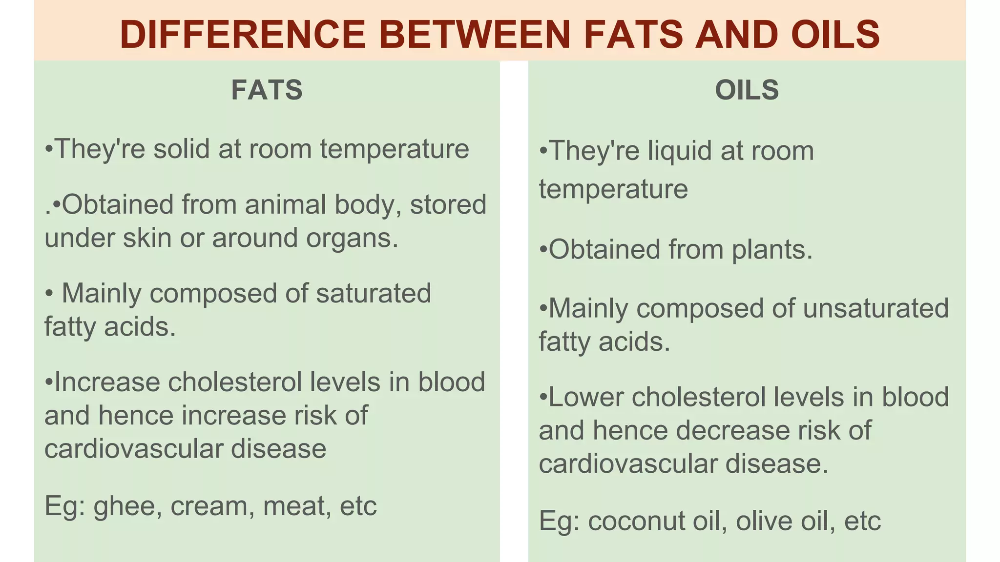 DIFFERENCE BETWEEN FATS AND OILS
FATS
•They're solid at room temperature
.•Obtained from animal body, stored
under skin or around organs.
• Mainly composed of saturated
fatty acids.
•Increase cholesterol levels in blood
and hence increase risk of
cardiovascular disease
Eg: ghee, cream, meat, etc
OILS
•They're liquid at room
temperature
•Obtained from plants.
•Mainly composed of unsaturated
fatty acids.
•Lower cholesterol levels in blood
and hence decrease risk of
cardiovascular disease.
Eg: coconut oil, olive oil, etc